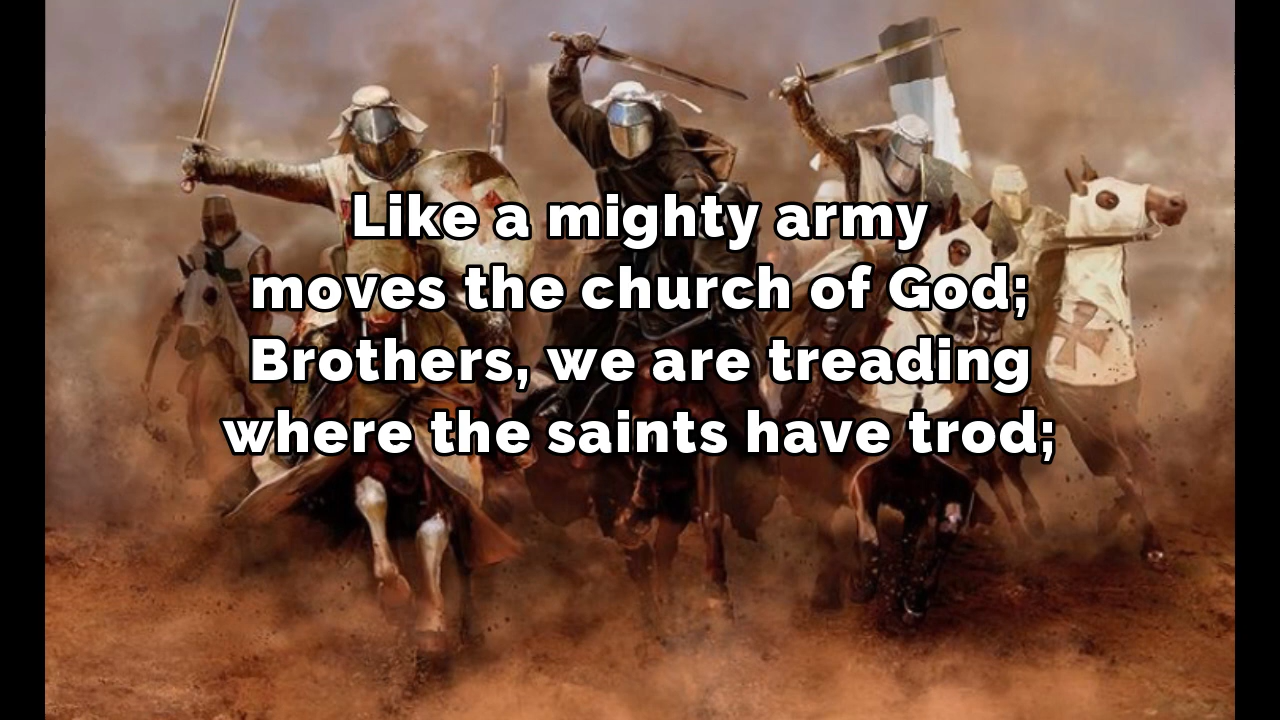 Like a mighty army
moves the church of God;
Brothers, we are treading
where the saints have trod;